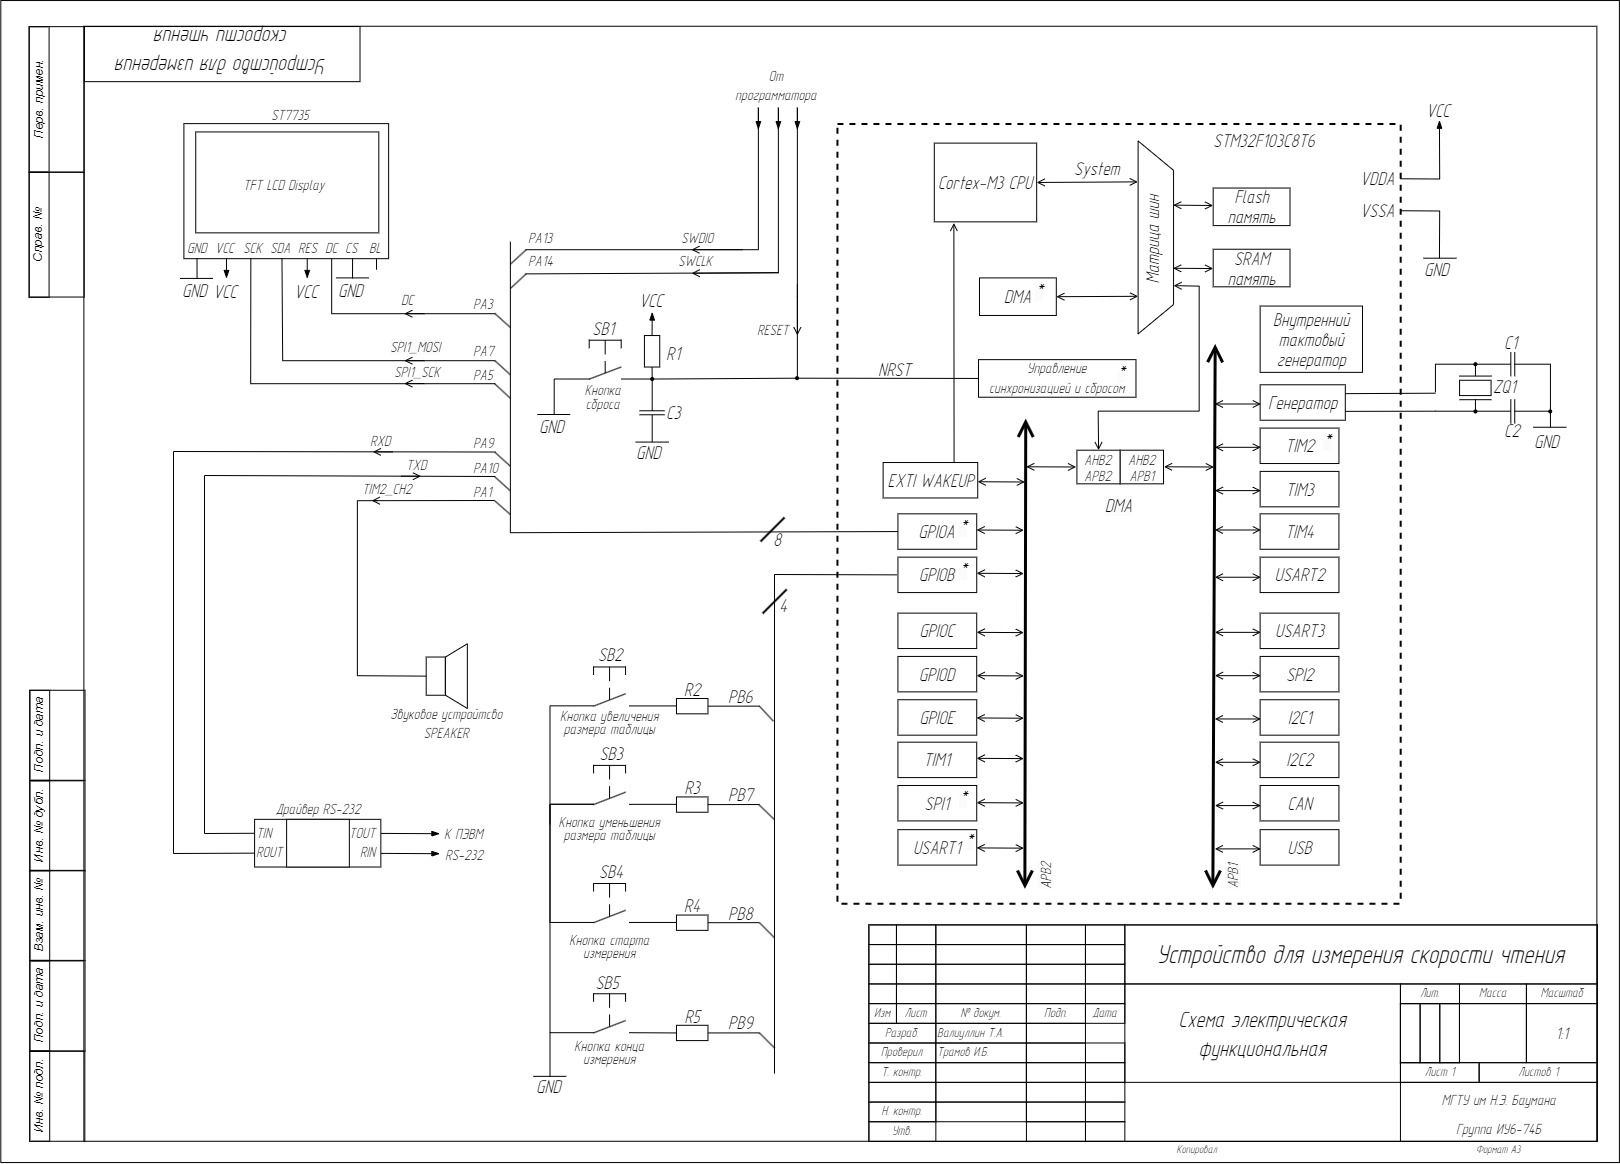 Устройство для измерения
скорости чтения
Перв. примен.
Справ. №
Подп. и дата
Инв. № дубл.
Взам. инв. №
Подп. и дата
Инв. № подп.
ST7735
TFT LCD Display
GND VCC SCK SDA RES DC CS BL
GND VCC VCC GND
От
программатора
PA13 SWDIO
PA14 SWCLK
DC PA3
SPI1_MOSI PA7
SPI1_SCK PA5
RXD PA9
TXD PA10
TIM2_CH2 PA1
VCC
SB1
R1
RESET
Кнопка
сброса
C3
GND
GND
NRST
8
4
Звуковое устройтсво
SPEAKER
Драйвер RS-232
TIN TOUT
ROUT RIN
К ПЭВМ
RS-232
SB2
R2 PB6
Кнопка увеличения
размера таблицы
SB3
R3 PB7
Кнопка уменьшения
размера таблицы
SB4
R4 PB8
Кнопка старта
измерения
SB5
R5 PB9
Кнопка конца
измерения
GND
STM32F103C8T6
Cortex-M3 CPU
System
Матрица шин
Flash
память
SRAM
память
DMA *
Управление *
синхронизацией и сбросом
Внутренний
тактовый
генератор
Генератор
EXTI WAKEUP
AHB2 AHB2
APB2 APB1
DMA
GPIOA *
GPIOB *
GPIOC
GPIOD
GPIOE
TIM1
SPI1 *
USART1 *
APB2
TIM2 *
TIM3
TIM4
USART2
USART3
SPI2
I2C1
I2C2
CAN
USB
APB1
VCC
VDDA
VSSA
GND
C1
ZQ1
C2
GND
Устройство для измерения скорости чтения
Схема электрическая
функциональная
Изм Лист № докум. Подп. Дата
Разраб. Валиуллин Т.А.
Проверил Трамов И.Б.
Т. контр.
Н. контр.
Утв.
Лит. Масса Масштаб
1:1
Лист 1 Листов 1
МГТУ им Н.Э. Баумана
Группа ИУ6-74Б
Копировал Формат А3